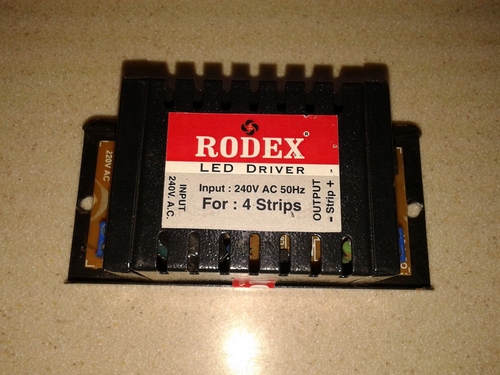 RODEX®
LED DRIVER
Input : 240V AC 50Hz
For : 4 Strips
INPUT
240V. A.C.
OUTPUT
- Strip +
220V AC